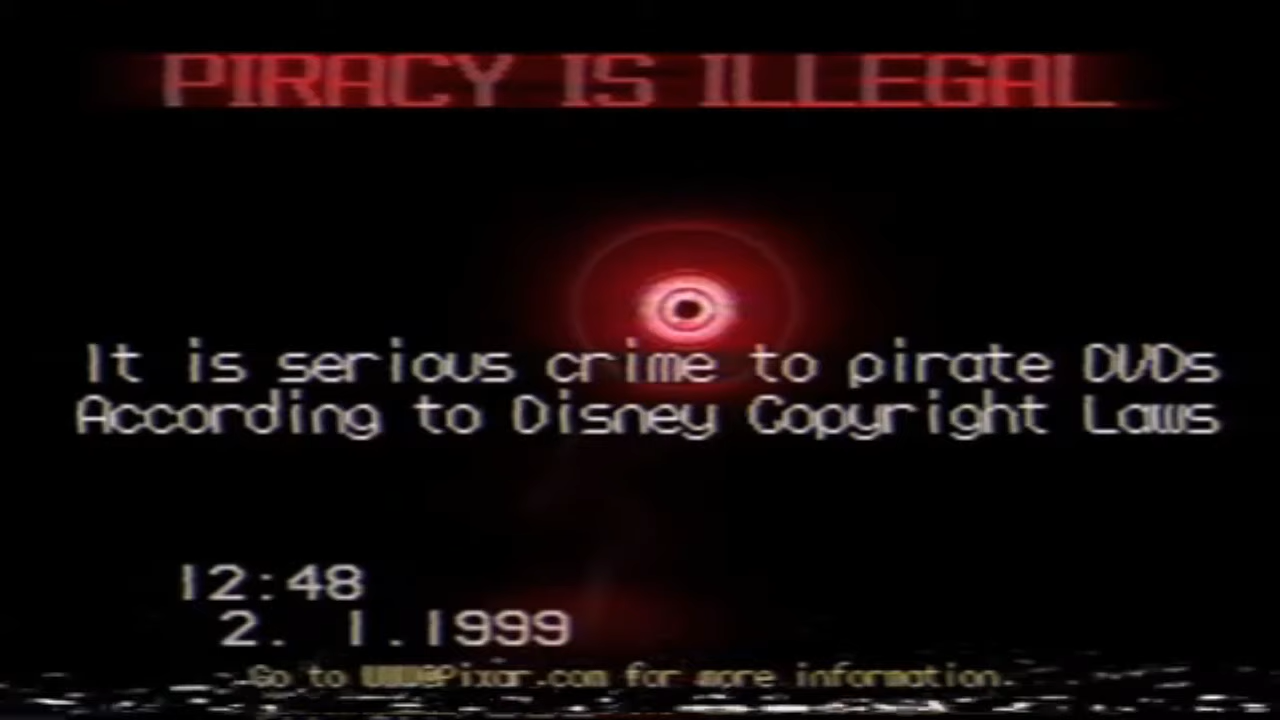 PIRACY IS ILLEGAL
It is serious crime to pirate DVDs
According to Disney Copyright Laws
12:48
2. 1.1999
Go to WWW@Pixar.com for more information.